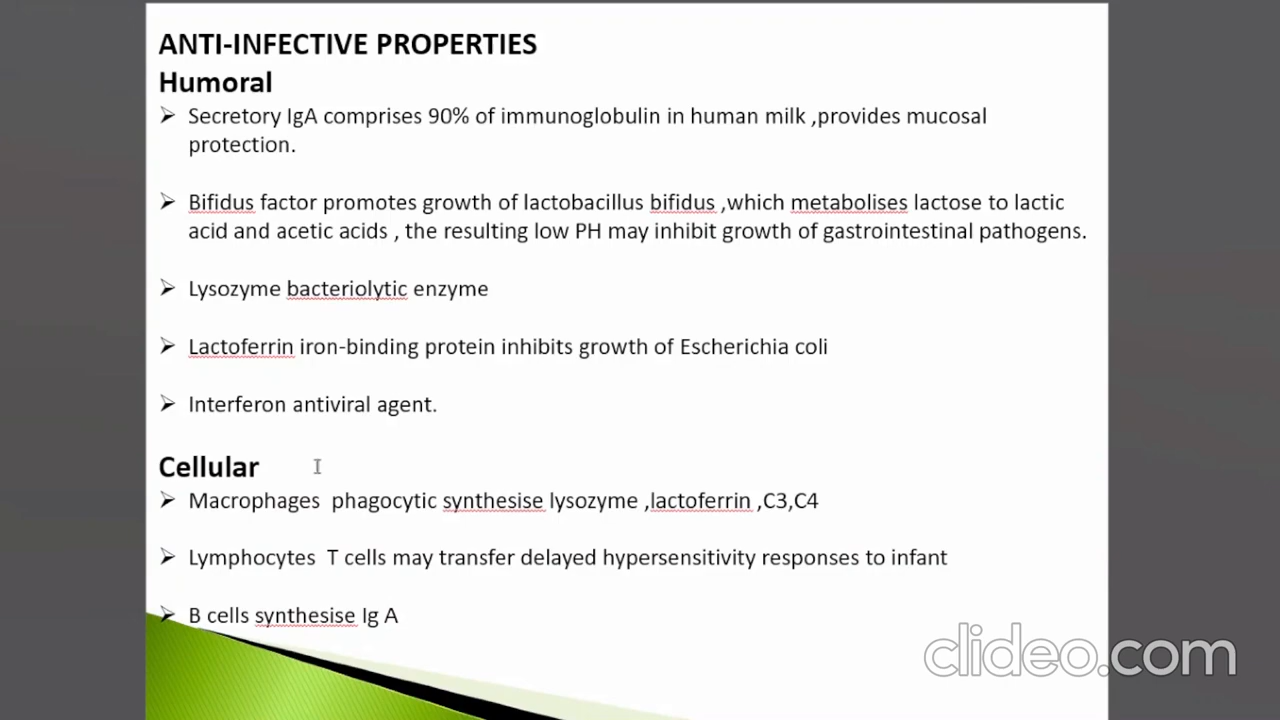 ANTI-INFECTIVE PROPERTIES
Humoral
➢ Secretory IgA comprises 90% of immunoglobulin in human milk ,provides mucosal
protection.
➢ Bifidus factor promotes growth of lactobacillus bifidus ,which metabolises lactose to lactic
acid and acetic acids , the resulting low PH may inhibit growth of gastrointestinal pathogens.
➢ Lysozyme bacteriolytic enzyme
➢ Lactoferrin iron-binding protein inhibits growth of Escherichia coli
➢ Interferon antiviral agent.
Cellular
➢ Macrophages  phagocytic synthesise lysozyme ,lactoferrin ,C3,C4
➢ Lymphocytes  T cells may transfer delayed hypersensitivity responses to infant
➢ B cells synthesise Ig A
clideo.com